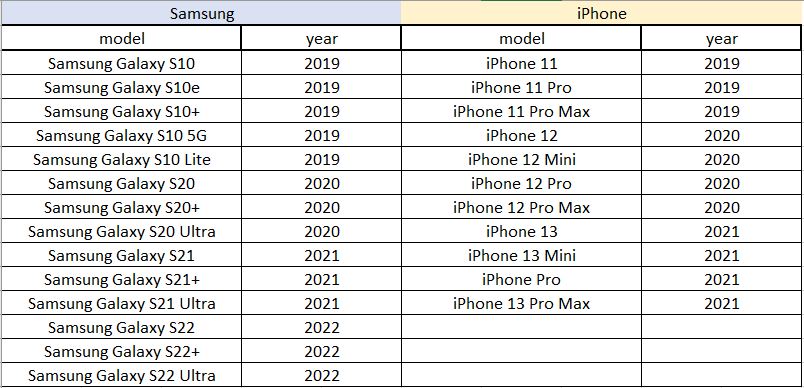 Samsung iPhone
model year model year
Samsung Galaxy S10 2019 iPhone 11 2019
Samsung Galaxy S10e 2019 iPhone 11 Pro 2019
Samsung Galaxy S10+ 2019 iPhone 11 Pro Max 2019
Samsung Galaxy S10 5G 2019 iPhone 12 2020
Samsung Galaxy S10 Lite 2019 iPhone 12 Mini 2020
Samsung Galaxy S20 2020 iPhone 12 Pro 2020
Samsung Galaxy S20+ 2020 iPhone 12 Pro Max 2020
Samsung Galaxy S20 Ultra 2020 iPhone 13 2021
Samsung Galaxy S21 2021 iPhone 13 Mini 2021
Samsung Galaxy S21+ 2021 iPhone Pro 2021
Samsung Galaxy S21 Ultra 2021 iPhone 13 Pro Max 2021
Samsung Galaxy S22 2022
Samsung Galaxy S22+ 2022
Samsung Galaxy S22 Ultra 2022